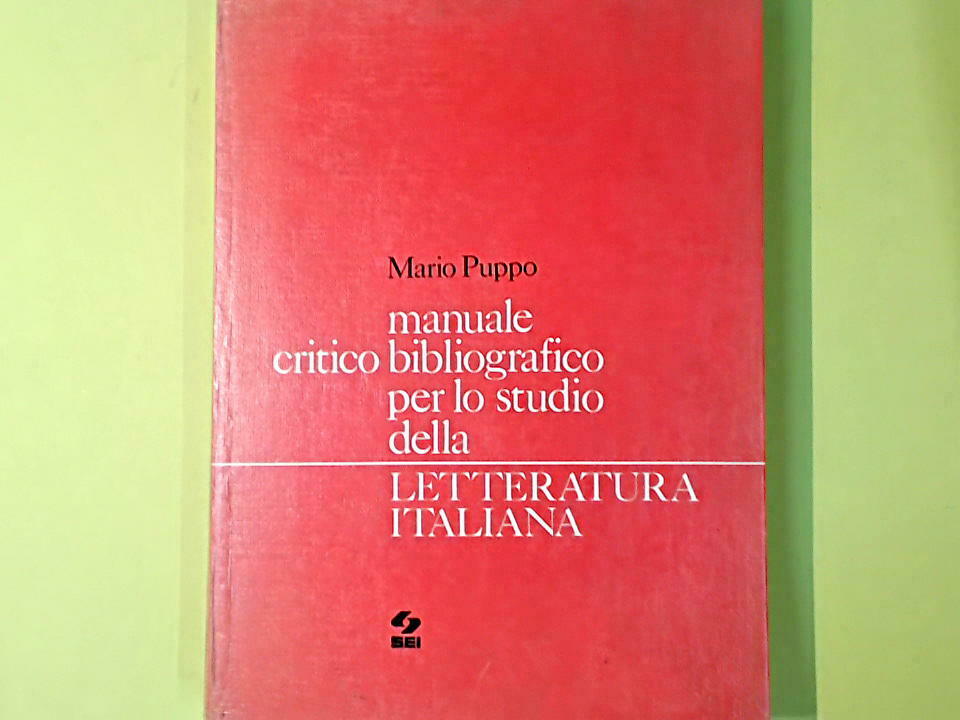 Mario Puppo
manuale
critico bibliografico
per lo studio
della
LETTERATURA
ITALIANA
SEI